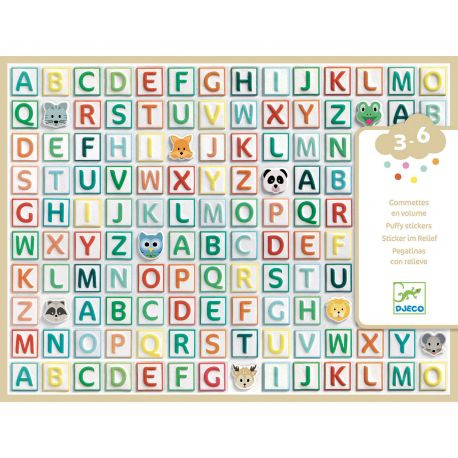 A B C D E F G H I J K L M O
Q R S T U V W X Y Z A B
D E F H I J K L M N
S T U V W X Y Z A B
G H I J K L M O P Q R
W X Y Z A B C D E F
K L M N O P Q R S T U
Z A B C D E F G H
M N O P Q R S T U V W X Y
A B C D E F G I J K L M O
3-6
Gommettes
en volume
Puffy stickers
Sticker im Relief
Pegatinas
con relieve
DJECO